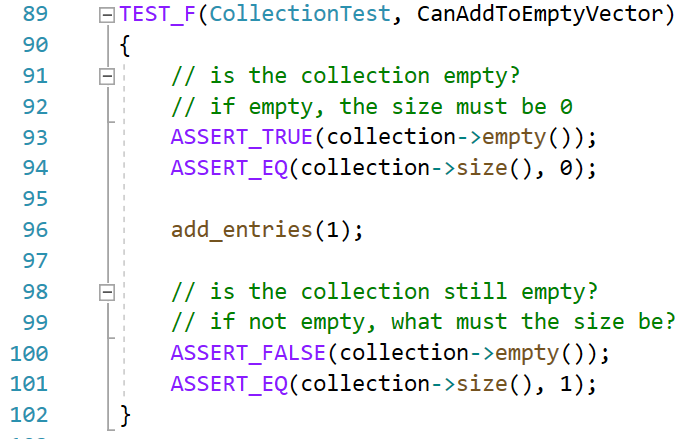 89 TEST_F(CollectionTest, CanAddToEmptyVector)
90 {
91 // is the collection empty?
92 // if empty, the size must be 0
93 ASSERT_TRUE(collection->empty());
94 ASSERT_EQ(collection->size(), 0);
95
96 add_entries(1);
97
98 // is the collection still empty?
99 // if not empty, what must the size be?
100 ASSERT_FALSE(collection->empty());
101 ASSERT_EQ(collection->size(), 1);
102 }